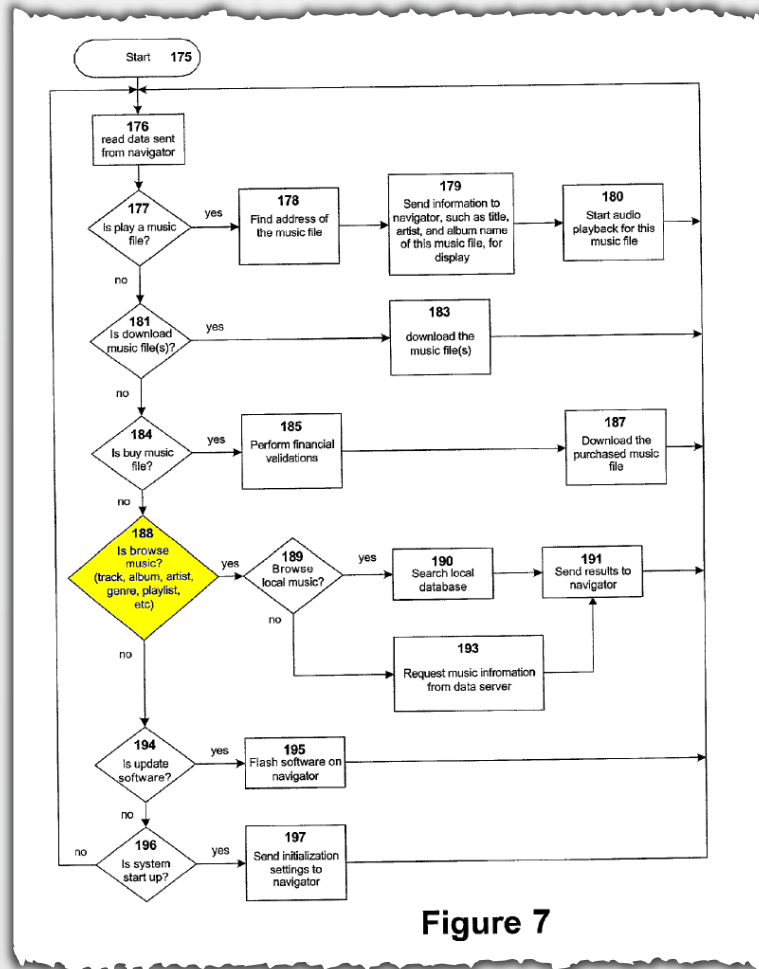 Start 175
176
read data sent
from navigator
177
Is play a music
file?
yes
178
Find address of
the music file
179
Send information to
navigator, such as title,
artist, and album name
of this music file, for
display
180
Start audio
playback for this
music file
no
181
Is download
music file(s)?
yes
183
download the
music file(s)
no
184
Is buy music
file?
yes
185
Perform financial
validations
187
Download the
purchased music
file
no
188
Is browse
music?
(track, album, artist,
genre, playlist,
etc)
yes
189
Browse
local music?
yes
190
Search local
database
191
Send results to
navigator
no
193
Request music infromation
from data server
no
194
Is update
software?
yes
195
Flash software on
navigator
no
196
Is system
start up?
no
yes
197
Send initialization
settings to
navigator
Figure 7